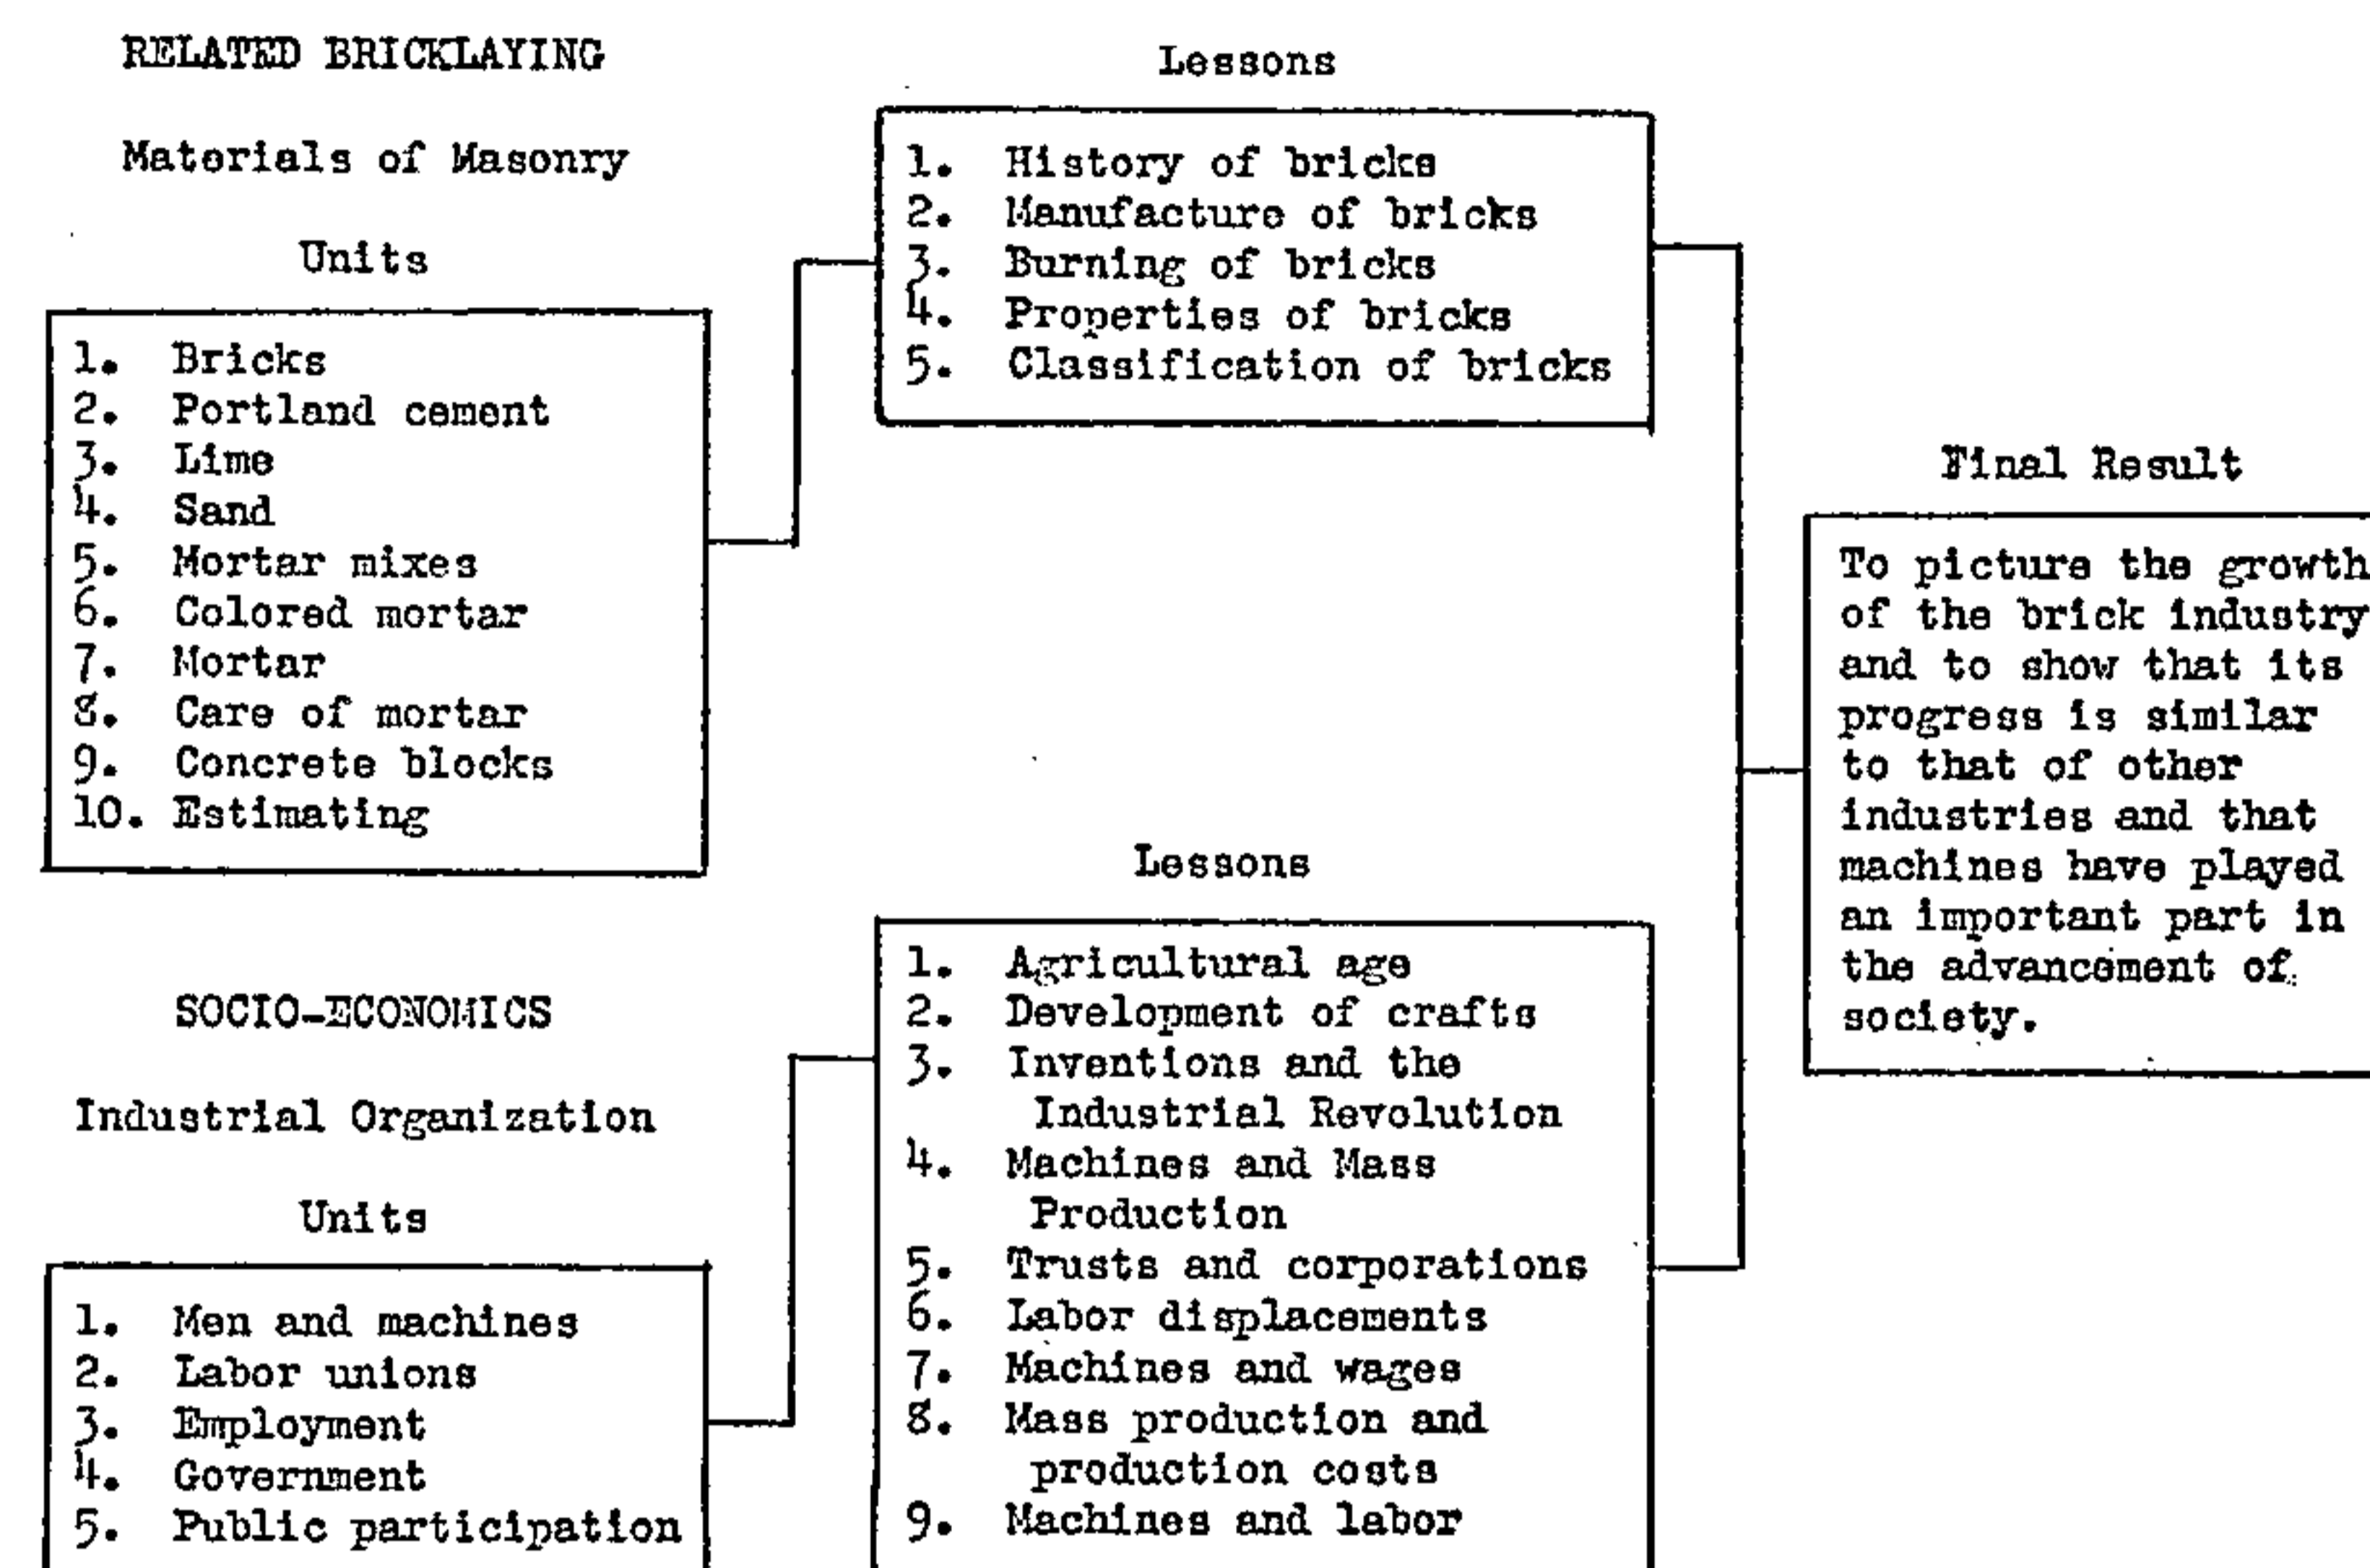 RELATED BRICKLAYING
Materials of Masonry
Units
1. Bricks
2. Portland cement
3. Lime
4. Sand
5. Mortar mixes
6. Colored mortar
7. Mortar
8. Care of mortar
9. Concrete blocks
10. Estimating
Lessons
1. History of bricks
2. Manufacture of bricks
3. Burning of bricks
4. Properties of bricks
5. Classification of bricks
SOCIO-ECONOMICS
Industrial Organization
Units
1. Men and machines
2. Labor unions
3. Employment
4. Government
5. Public participation
Lessons
1. Agricultural age
2. Development of crafts
3. Inventions and the
Industrial Revolution
4. Machines and Mass
Production
5. Trusts and corporations
6. Labor displacements
7. Machines and wages
8. Mass production and
production costs
9. Machines and labor
Final Result
To picture the growth
of the brick industry
and to show that its
progress is similar
to that of other
industries and that
machines have played
an important part in
the advancement of
society.